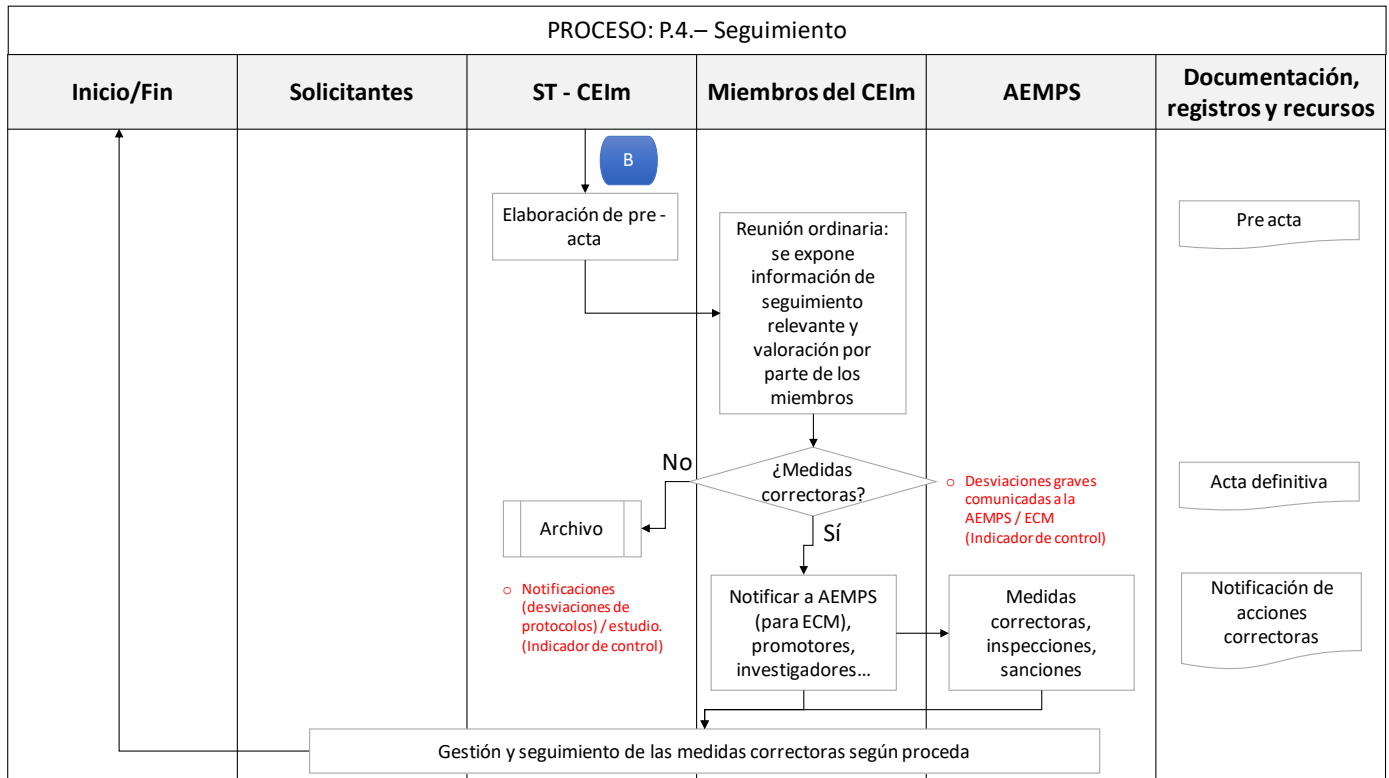 PROCESO: P.4.– Seguimiento
Inicio/Fin
Solicitantes
ST - CEIm
Miembros del CEIm
AEMPS
Documentación,
registros y recursos
B
Elaboración de pre -
acta
Reunión ordinaria:
se expone
información de
seguimiento
relevante y
valoración por
parte de los
miembros
Pre acta
No
¿Medidas
correctoras?
Sí
○ Desviaciones graves
comunicadas a la
AEMPS / ECM
(Indicador de control)
Acta definitiva
Archivo
○ Notificaciones
(desviaciones de
protocolos) / estudio.
(Indicador de control)
Notificar a AEMPS
(para ECM),
promotores,
investigadores…
Medidas
correctoras,
inspecciones,
sanciones
Notificación de
acciones
correctoras
Gestión y seguimiento de las medidas correctoras según proceda